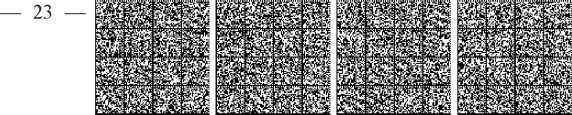 — 23 —